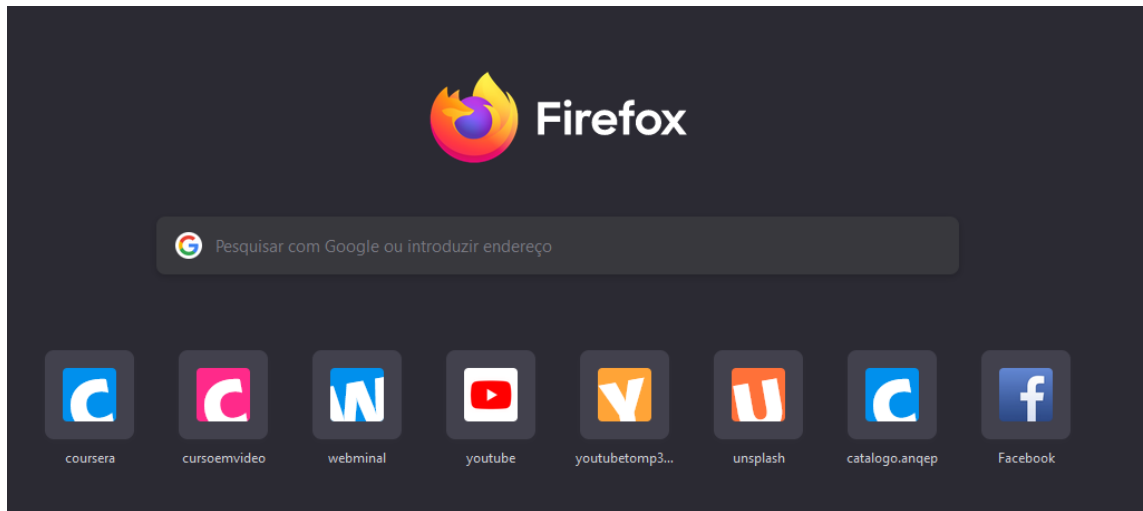 Firefox
Pesquisar com Google ou introduzir endereço
coursera
cursoemvideo
webminal
youtube
youtubetomp3...
unsplash
catalogo.anqep
Facebook